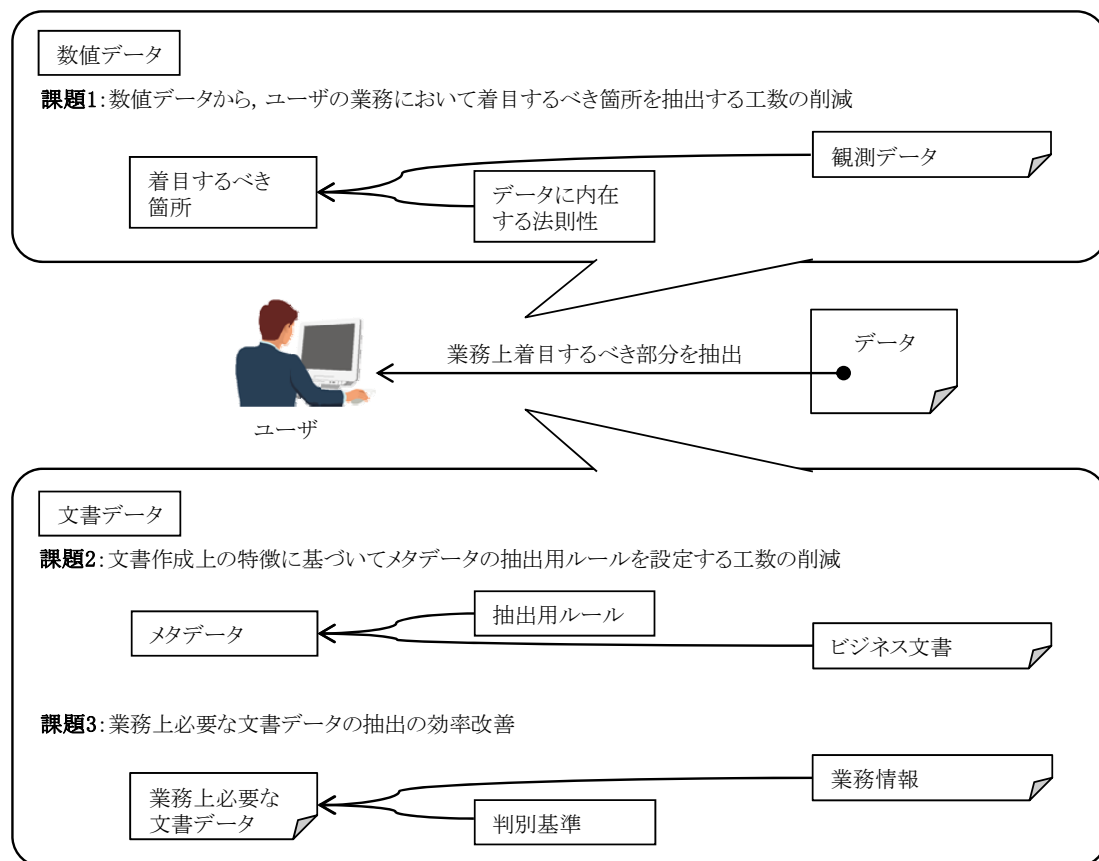 数値データ
課題1:数値データから,ユーザの業務において着目するべき箇所を抽出する工数の削減
観測データ
着目するべき
箇所
データに内在
する法則性
データ
業務上着目するべき部分を抽出
ユーザ
文書データ
課題2:文書作成上の特徴に基づいてメタデータの抽出用ルールを設定する工数の削減
抽出用ルール
メタデータ
ビジネス文書
課題3:業務上必要な文書データの抽出の効率改善
業務情報
業務上必要な
文書データ
判別基準